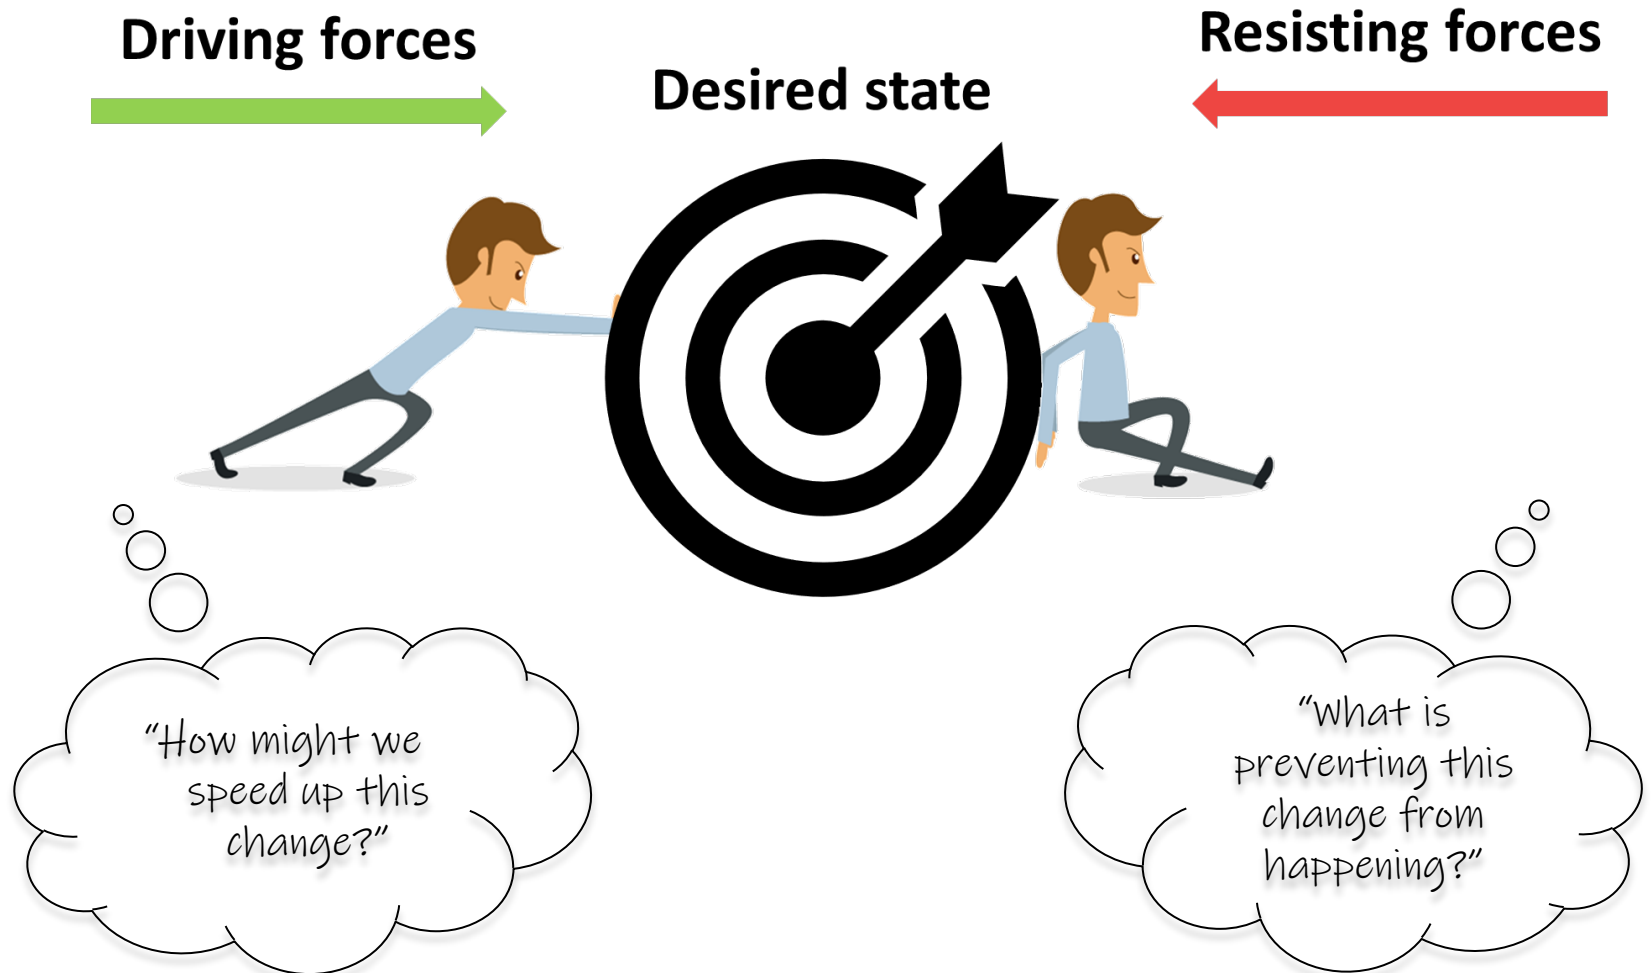 Driving forces
Desired state
Resisting forces
“How might we
speed up this
change?”
“What is
preventing this
change from
happening?”